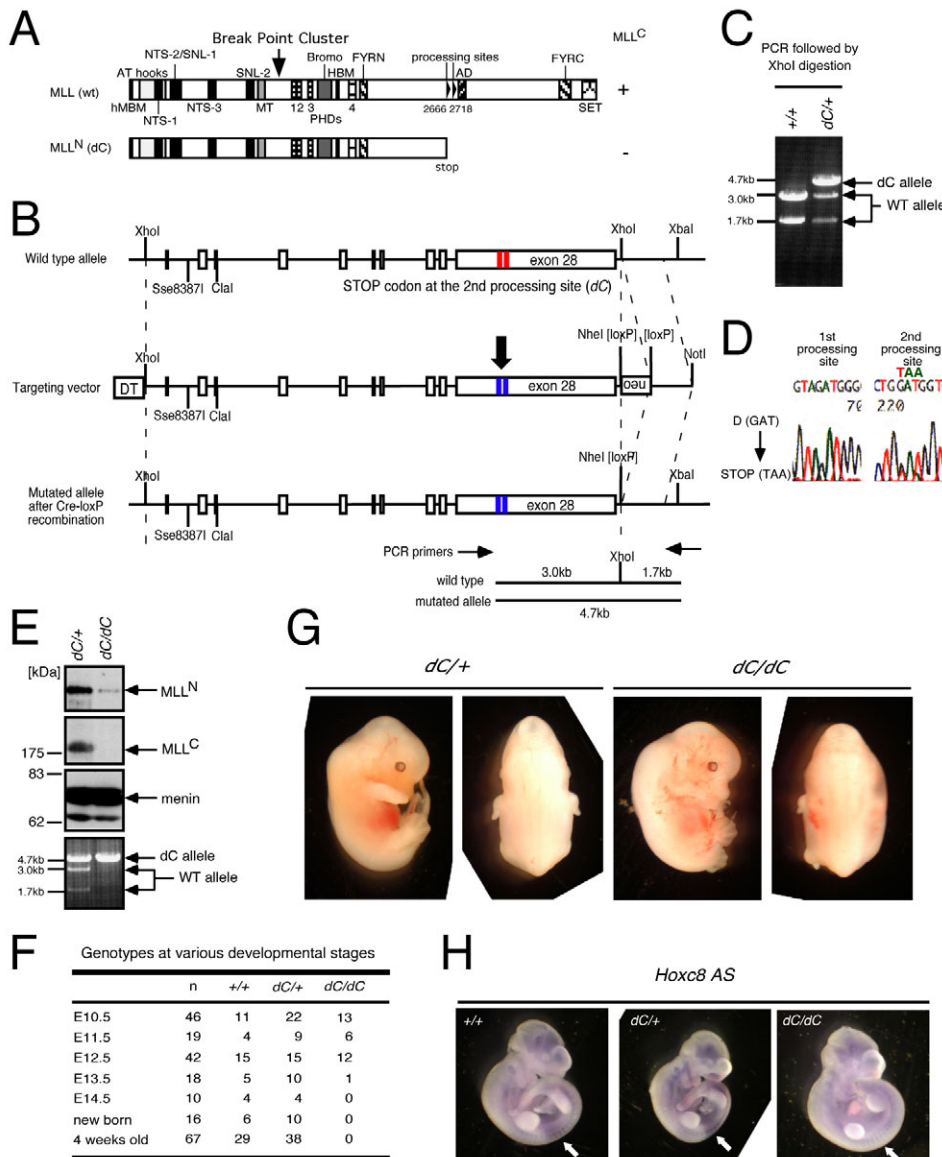 A
MLL^C
NTS-2/SNL-1
Break Point Cluster
AT hooks
SNL-2
Bromo
HBM
FYRN
processing sites
AD
FYRC
MLL (wt)
+
hMBM
NTS-1
NTS-3
MT
12 3
PHDs
4
2666 2718
SET
MLL^N (dC)
stop
-
B
XhoI
XhoI
XbaI
Wild type allele
exon 28
Sse8387I
ClaI
STOP codon at the 2nd processing site (dC)
XhoI
NheI [loxP] [loxP]
NotI
Targeting vector
DT
exon 28
neo
Sse8387I
ClaI
NheI [loxP]
Mutated allele
after Cre-loxP
recombination
XhoI
XbaI
exon 28
Sse8387I
ClaI
PCR primers
XhoI
wild type
3.0kb
1.7kb
mutated allele
4.7kb
C
PCR followed by
XhoI digestion
+/+
dC/+
4.7kb
3.0kb
1.7kb
dC allele
WT allele
D
1st
processing
site
2nd
processing
site
TAA
GTAGATGGG
CTGGATGGT
70
220
D (GAT)
STOP (TAA)
E
dC/+
dC/dC
[kDa]
MLL^N
MLL^C
175
83
menin
62
4.7kb
3.0kb
1.7kb
dC allele
WT allele
F
Genotypes at various developmental stages
n +/+ dC/+ dC/dC
E10.5 46 11 22 13
E11.5 19 4 9 6
E12.5 42 15 15 12
E13.5 18 5 10 1
E14.5 10 4 4 0
new born 16 6 10 0
4 weeks old 67 29 38 0
G
dC/+
dC/dC
H
Hoxc8 AS
+/+
dC/+
dC/dC